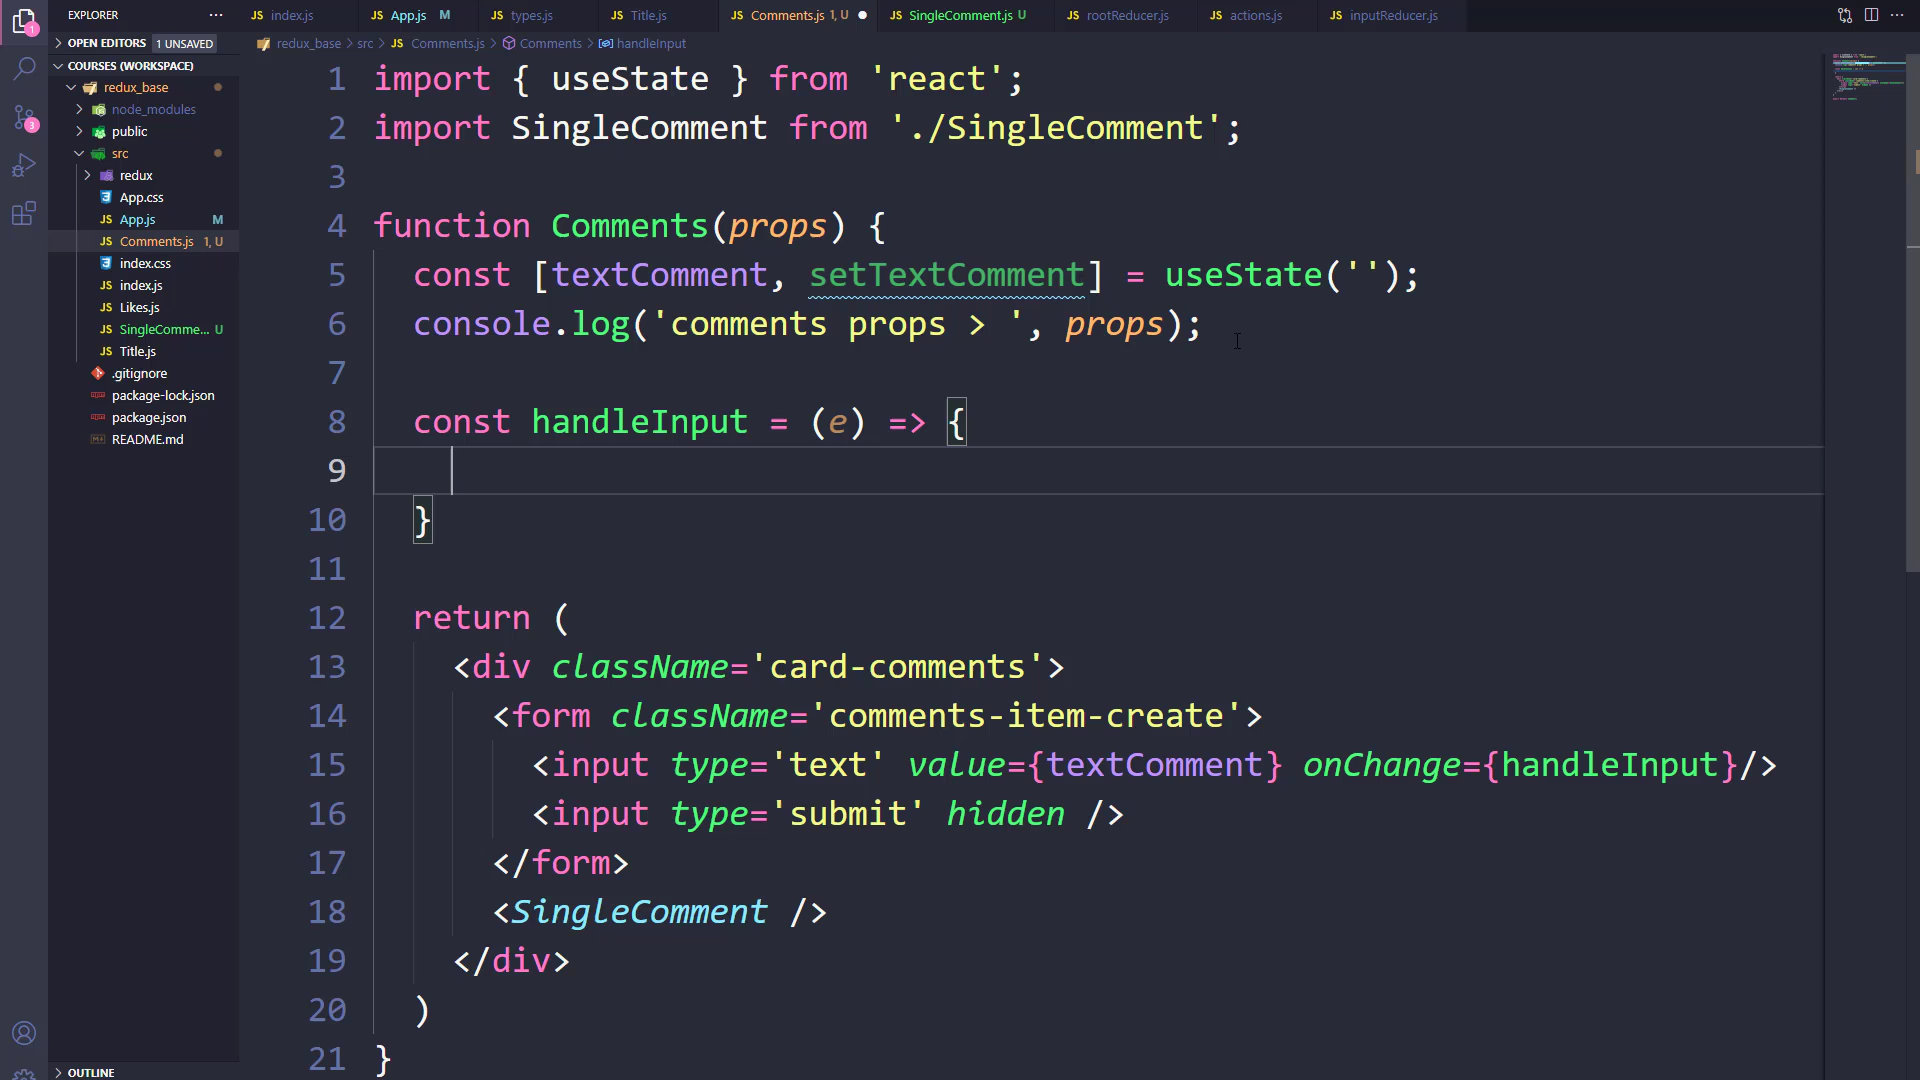 EXPLORER
OPEN EDITORS 1 UNSAVED
COURSES (WORKSPACE)
redux_base
node_modules
public
src
redux
App.css
App.js M
Comments.js 1, U
index.css
index.js
Likes.js
SingleComme... U
Title.js
.gitignore
package-lock.json
package.json
README.md
OUTLINE
1
3
index.js
App.js M
types.js
Title.js
Comments.js 1, U
SingleComment.js U
rootReducer.js
actions.js
inputReducer.js
redux_base > src > JS Comments.js > Comments > handleInput
1 import { useState } from 'react';
2 import SingleComment from './SingleComment';
3
4 function Comments(props) {
5 const [textComment, setTextComment] = useState('');
6 console.log('comments props > ', props);
7
8 const handleInput = (e) => {
9
10 }
11
12 return (
13 <div className='card-comments'>
14 <form className='comments-item-create'>
15 <input type='text' value={textComment} onChange={handleInput}/>
16 <input type='submit' hidden />
17 </form>
18 <SingleComment />
19 </div>
20 )
21 }